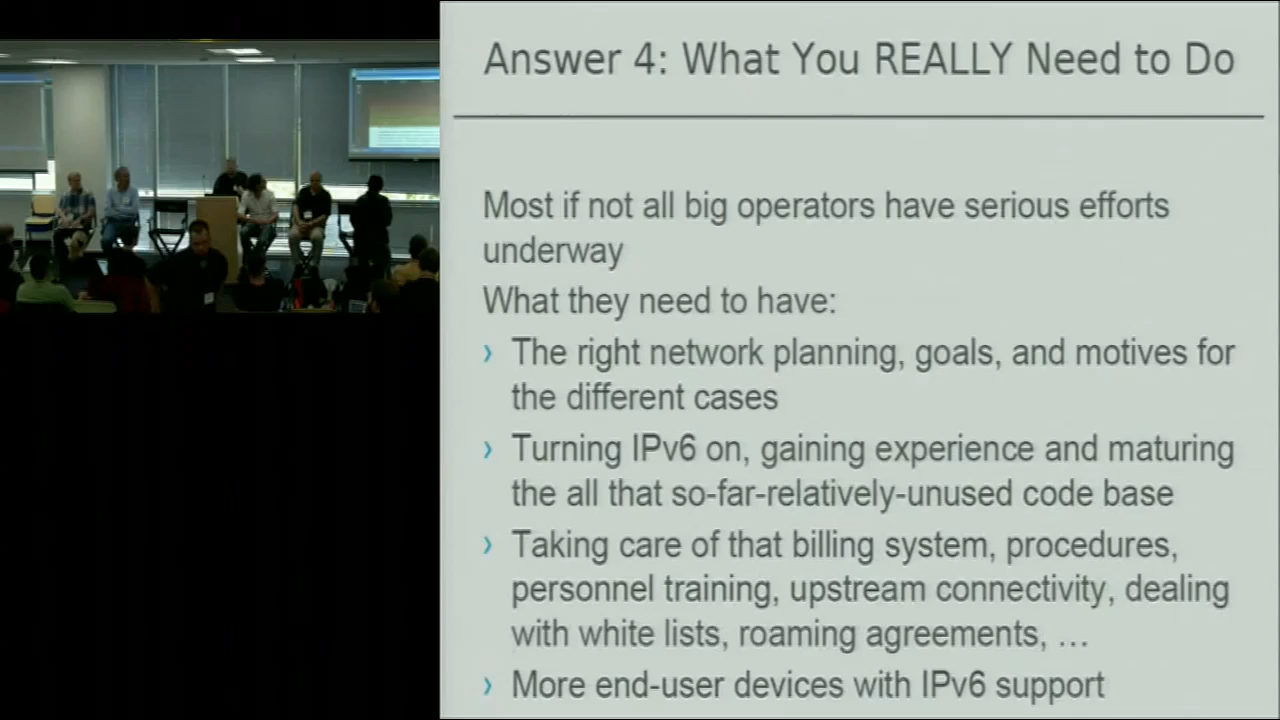 Answer 4: What You REALLY Need to Do
Most if not all big operators have serious efforts
underway
What they need to have:
› The right network planning, goals, and motives for
the different cases
› Turning IPv6 on, gaining experience and maturing
the all that so-far-relatively-unused code base
› Taking care of that billing system, procedures,
personnel training, upstream connectivity, dealing
with white lists, roaming agreements, …
› More end-user devices with IPv6 support